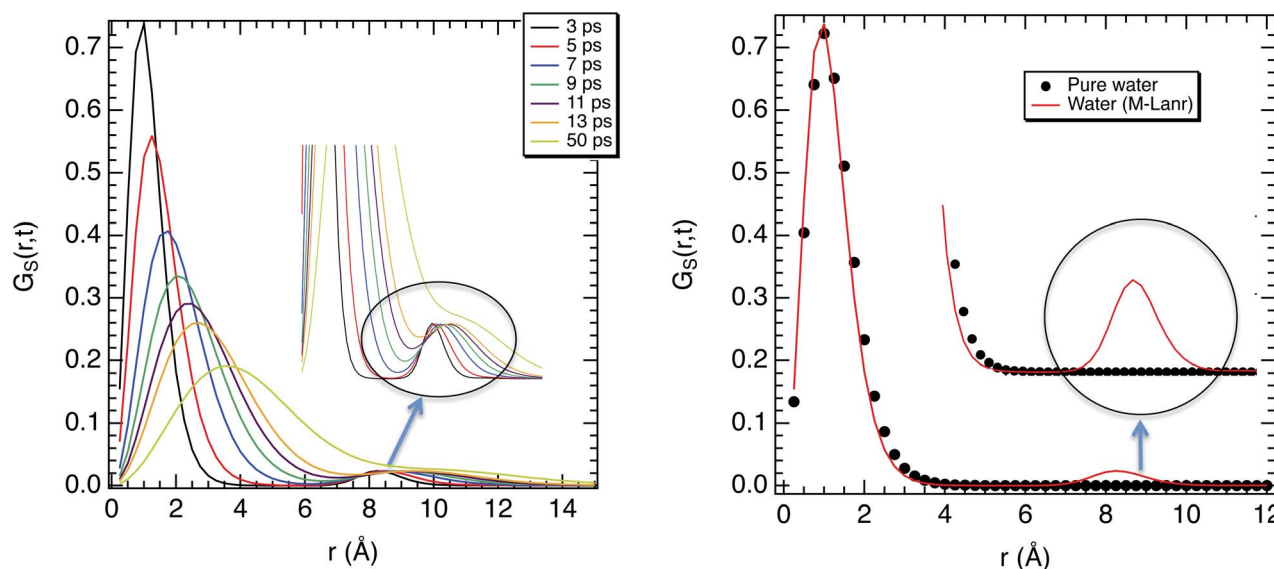 0.7
0.6
0.5
0.4
0.3
0.2
0.1
0.0
G_S(r,t)
0 2 4 6 8 10 12 14
r (Å)
3 ps
5 ps
7 ps
9 ps
11 ps
13 ps
50 ps
0.7
0.6
0.5
0.4
0.3
0.2
0.1
0.0
G_S(r,t)
0 2 4 6 8 10 12
r (Å)
Pure water
Water (M-Lanr)